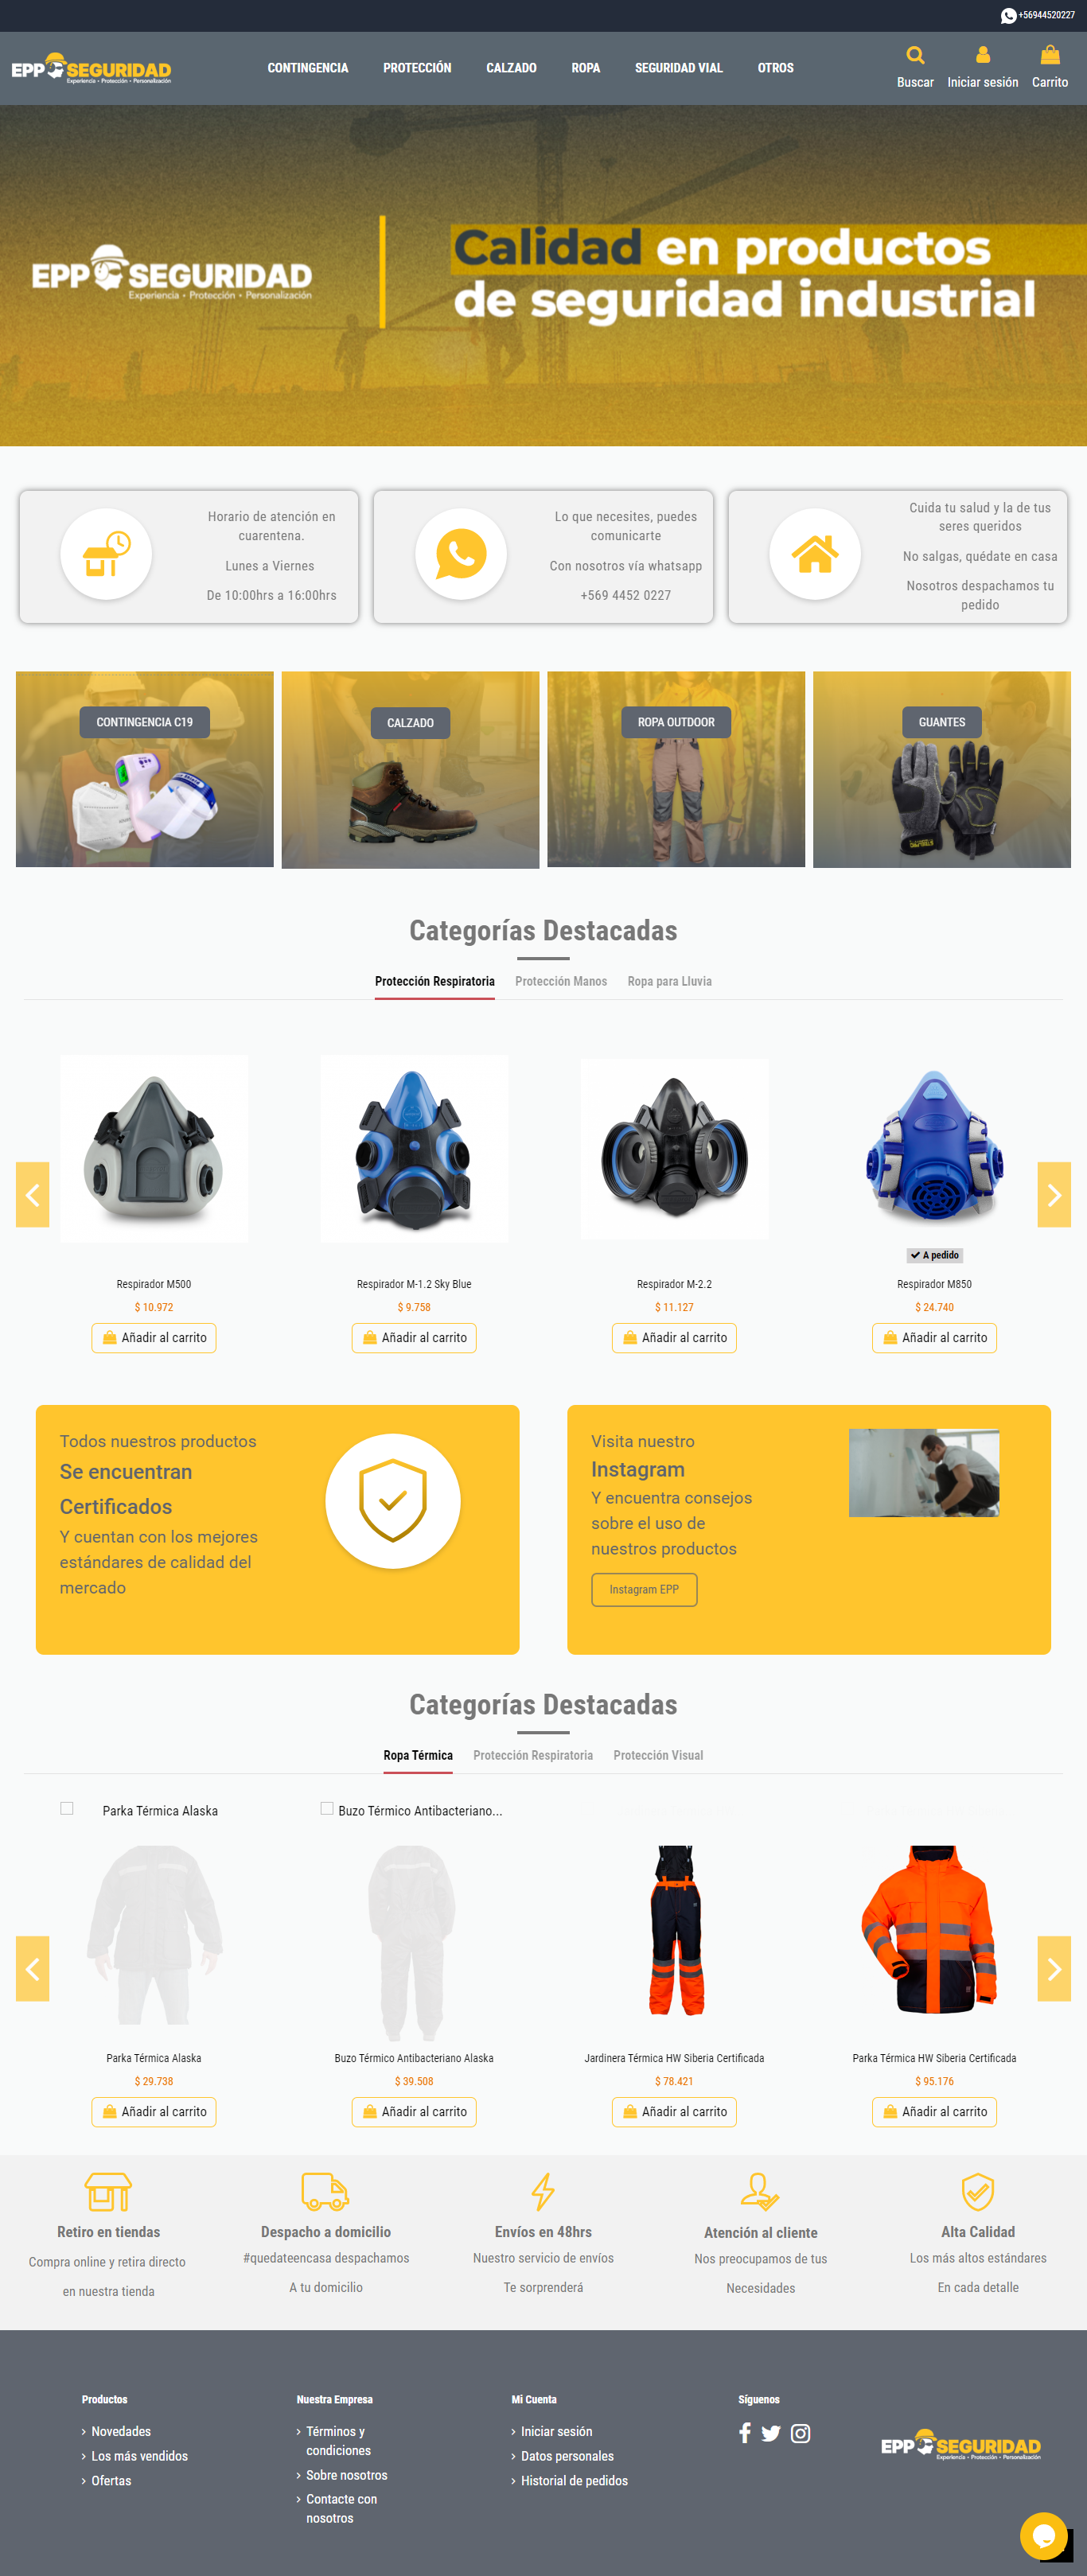 +56944520227
EPP SEGURIDAD
Experiencia • Protección • Personalización
CONTINGENCIA
PROTECCIÓN
CALZADO
ROPA
SEGURIDAD VIAL
OTROS
Buscar
Iniciar sesión
Carrito
EPP SEGURIDAD
Experiencia • Protección • Personalización
Calidad en productos
de seguridad industrial
Horario de atención en
cuarentena.
Lunes a Viernes
De 10:00hrs a 16:00hrs
Lo que necesites, puedes
comunicarte
Con nosotros vía whatsapp
+569 4452 0227
Cuida tu salud y la de tus
seres queridos
No salgas, quédate en casa
Nosotros despachamos tu
pedido
CONTINGENCIA C19
CALZADO
ROPA OUTDOOR
GUANTES
Categorías Destacadas
Protección Respiratoria
Protección Manos
Ropa para Lluvia
A pedido
Respirador M500
Respirador M-1.2 Sky Blue
Respirador M-2.2
Respirador M850
$ 10.972
$ 9.758
$ 11.127
$ 24.740
Añadir al carrito
Añadir al carrito
Añadir al carrito
Añadir al carrito
Todos nuestros productos
Se encuentran
Certificados
Y cuentan con los mejores
estándares de calidad del
mercado
Visita nuestro
Instagram
Y encuentra consejos
sobre el uso de
nuestros productos
Instagram EPP
Categorías Destacadas
Ropa Térmica
Protección Respiratoria
Protección Visual
Parka Térmica Alaska
Buzo Térmico Antibacteriano...
Parka Térmica Alaska
Buzo Térmico Antibacteriano Alaska
Jardinera Térmica HW Siberia Certificada
Parka Térmica HW Siberia Certificada
$ 29.738
$ 39.508
$ 78.421
$ 95.176
Añadir al carrito
Añadir al carrito
Añadir al carrito
Añadir al carrito
Retiro en tiendas
Compra online y retira directo
en nuestra tienda
Despacho a domicilio
#quedateencasa despachamos
A tu domicilio
Envíos en 48hrs
Nuestro servicio de envíos
Te sorprenderá
Atención al cliente
Nos preocupamos de tus
Necesidades
Alta Calidad
Los más altos estándares
En cada detalle
Productos
Novedades
Los más vendidos
Ofertas
Nuestra Empresa
Términos y
condiciones
Sobre nosotros
Contacte con
nosotros
Mi Cuenta
Iniciar sesión
Datos personales
Historial de pedidos
Síguenos
EPP SEGURIDAD
Experiencia • Protección • Personalización